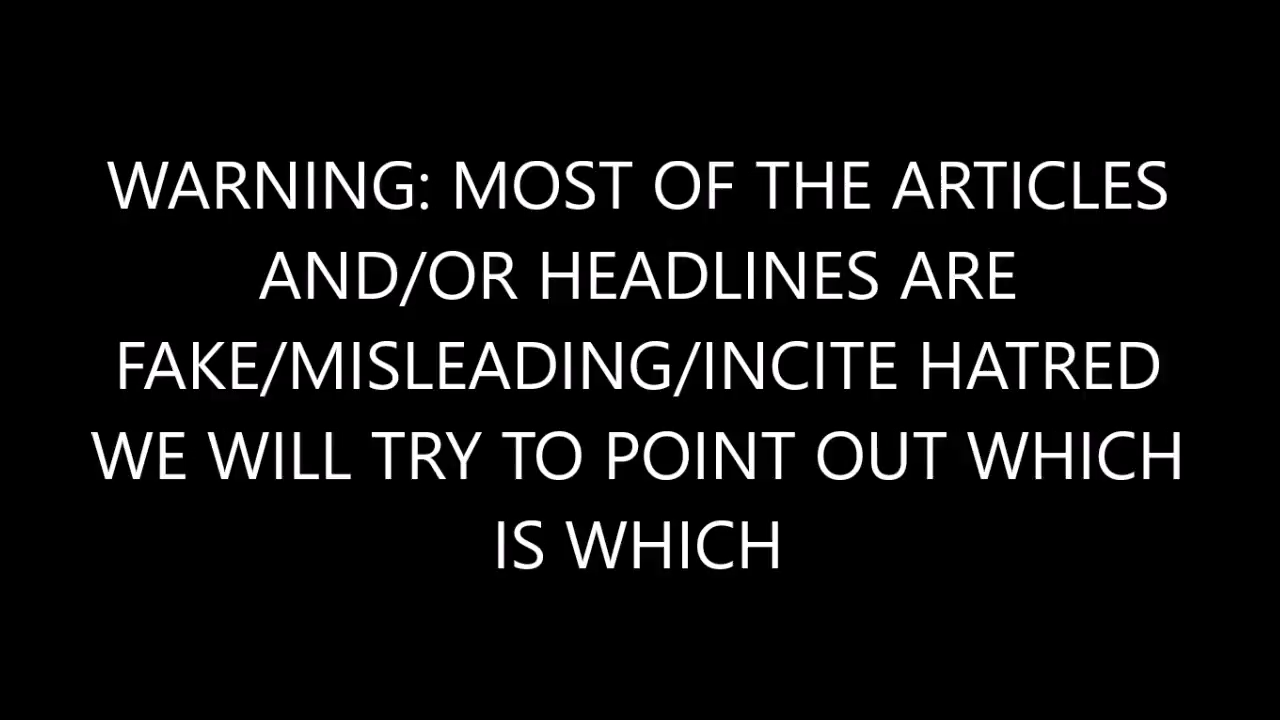 WARNING: MOST OF THE ARTICLES
AND/OR HEADLINES ARE
FAKE/MISLEADING/INCITE HATRED
WE WILL TRY TO POINT OUT WHICH
IS WHICH